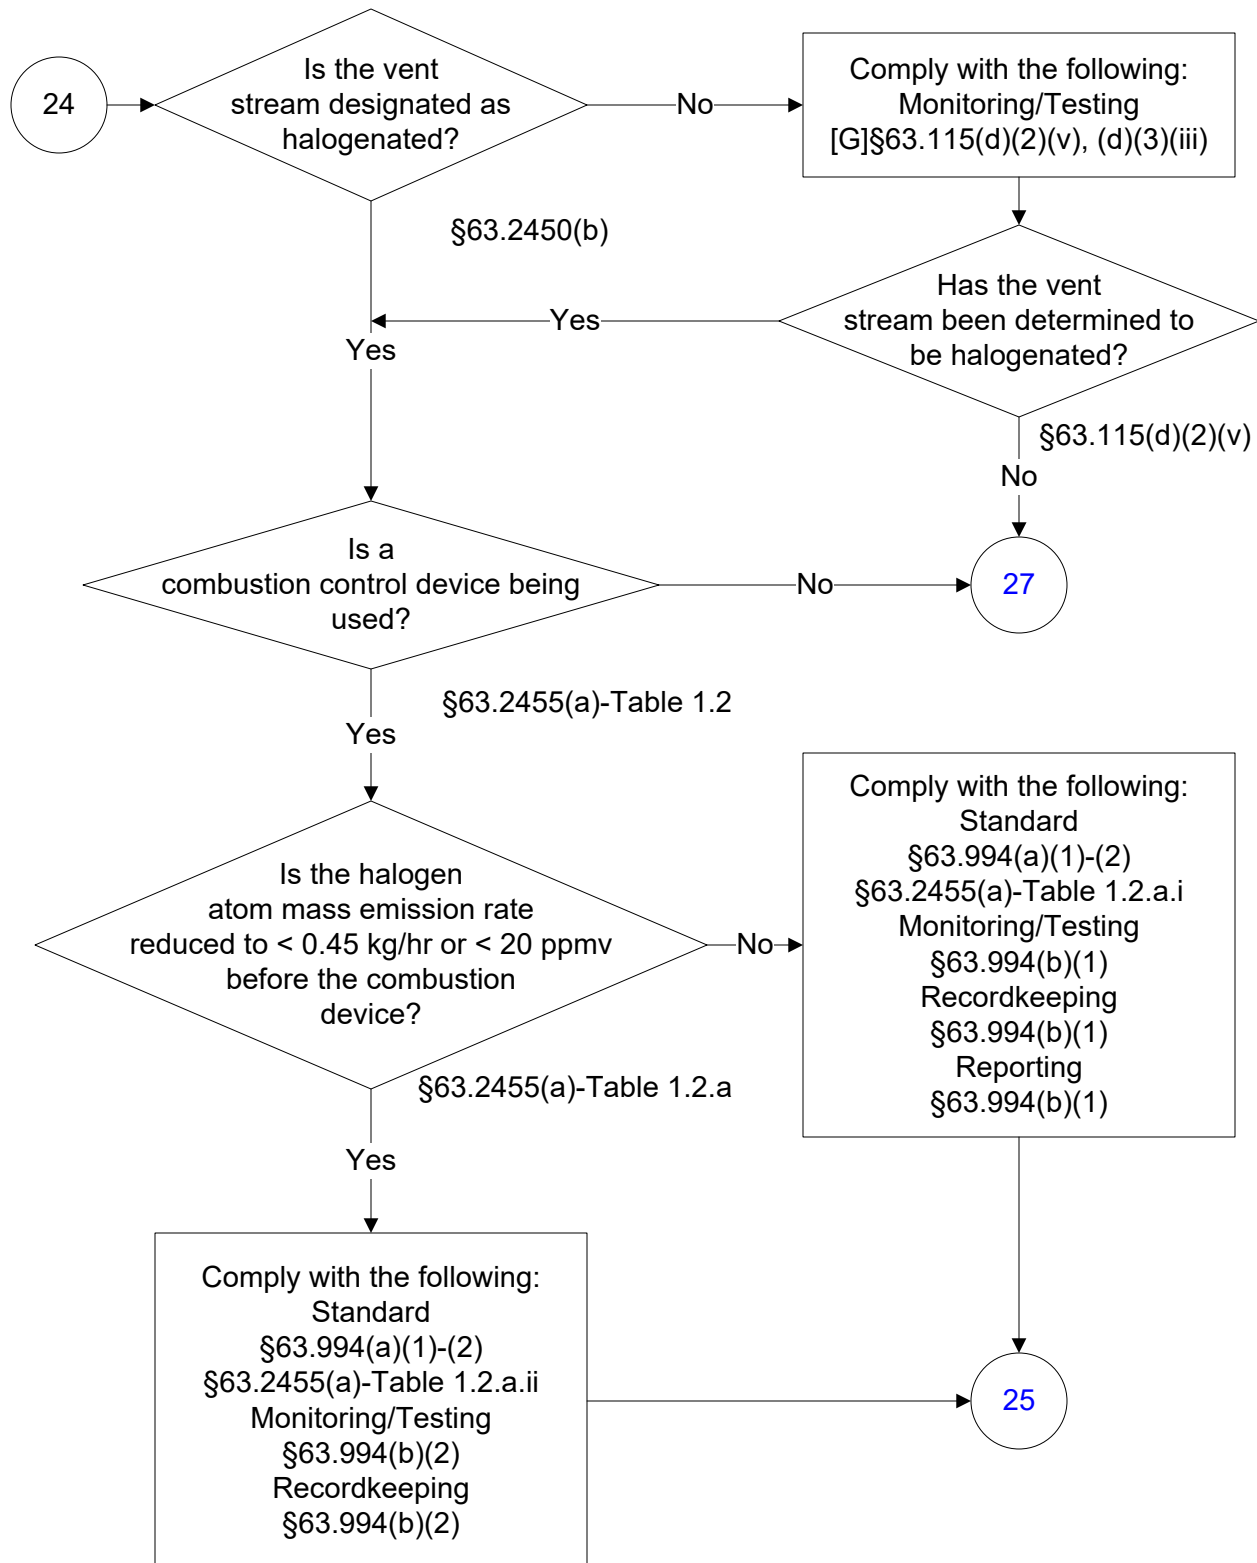 24
Is the vent
stream designated as
halogenated?
No
Comply with the following:
Monitoring/Testing
[G]§63.115(d)(2)(v), (d)(3)(iii)
§63.2450(b)
Has the vent
stream been determined to
be halogenated?
Yes
Yes
§63.115(d)(2)(v)
No
Is a
combustion control device being
used?
No
27
§63.2455(a)-Table 1.2
Yes
Is the halogen
atom mass emission rate
reduced to < 0.45 kg/hr or < 20 ppmv
before the combustion
device?
No
Comply with the following:
Standard
§63.994(a)(1)-(2)
§63.2455(a)-Table 1.2.a.i
Monitoring/Testing
§63.994(b)(1)
Recordkeeping
§63.994(b)(1)
Reporting
§63.994(b)(1)
§63.2455(a)-Table 1.2.a
Yes
Comply with the following:
Standard
§63.994(a)(1)-(2)
§63.2455(a)-Table 1.2.a.ii
Monitoring/Testing
§63.994(b)(2)
Recordkeeping
§63.994(b)(2)
25